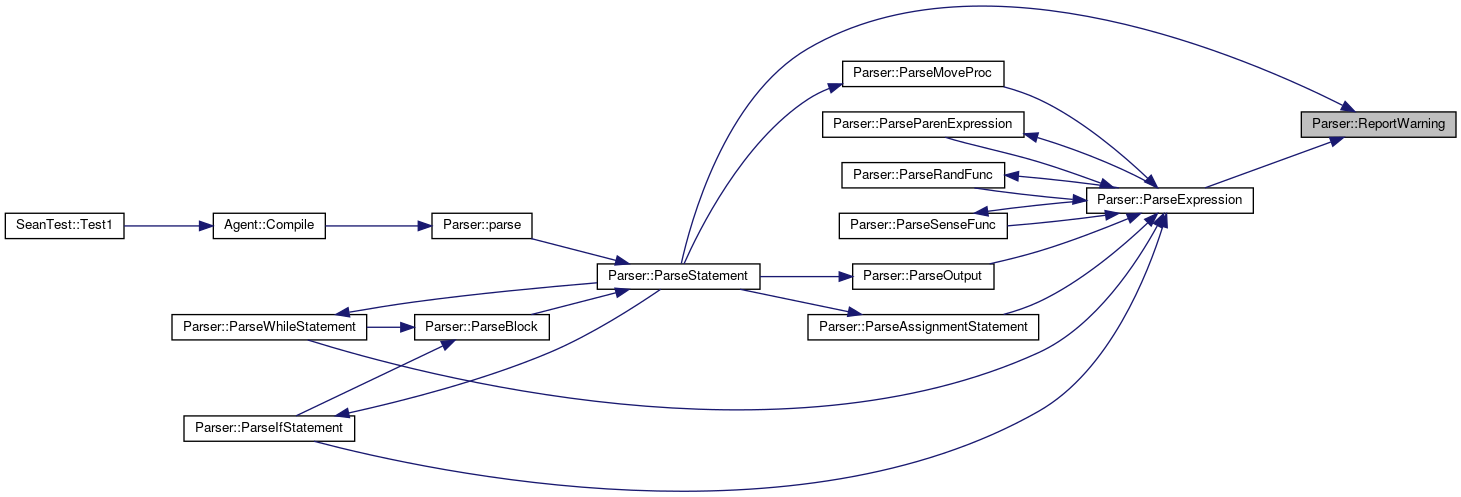 Parser::ParseMoveProc
Parser::ParseParenExpression
Parser::ReportWarning
Parser::ParseRandFunc
Parser::ParseExpression
SeanTest::Test1
Agent::Compile
Parser::parse
Parser::ParseSenseFunc
Parser::ParseStatement
Parser::ParseOutput
Parser::ParseWhileStatement
Parser::ParseBlock
Parser::ParseAssignmentStatement
Parser::ParseIfStatement